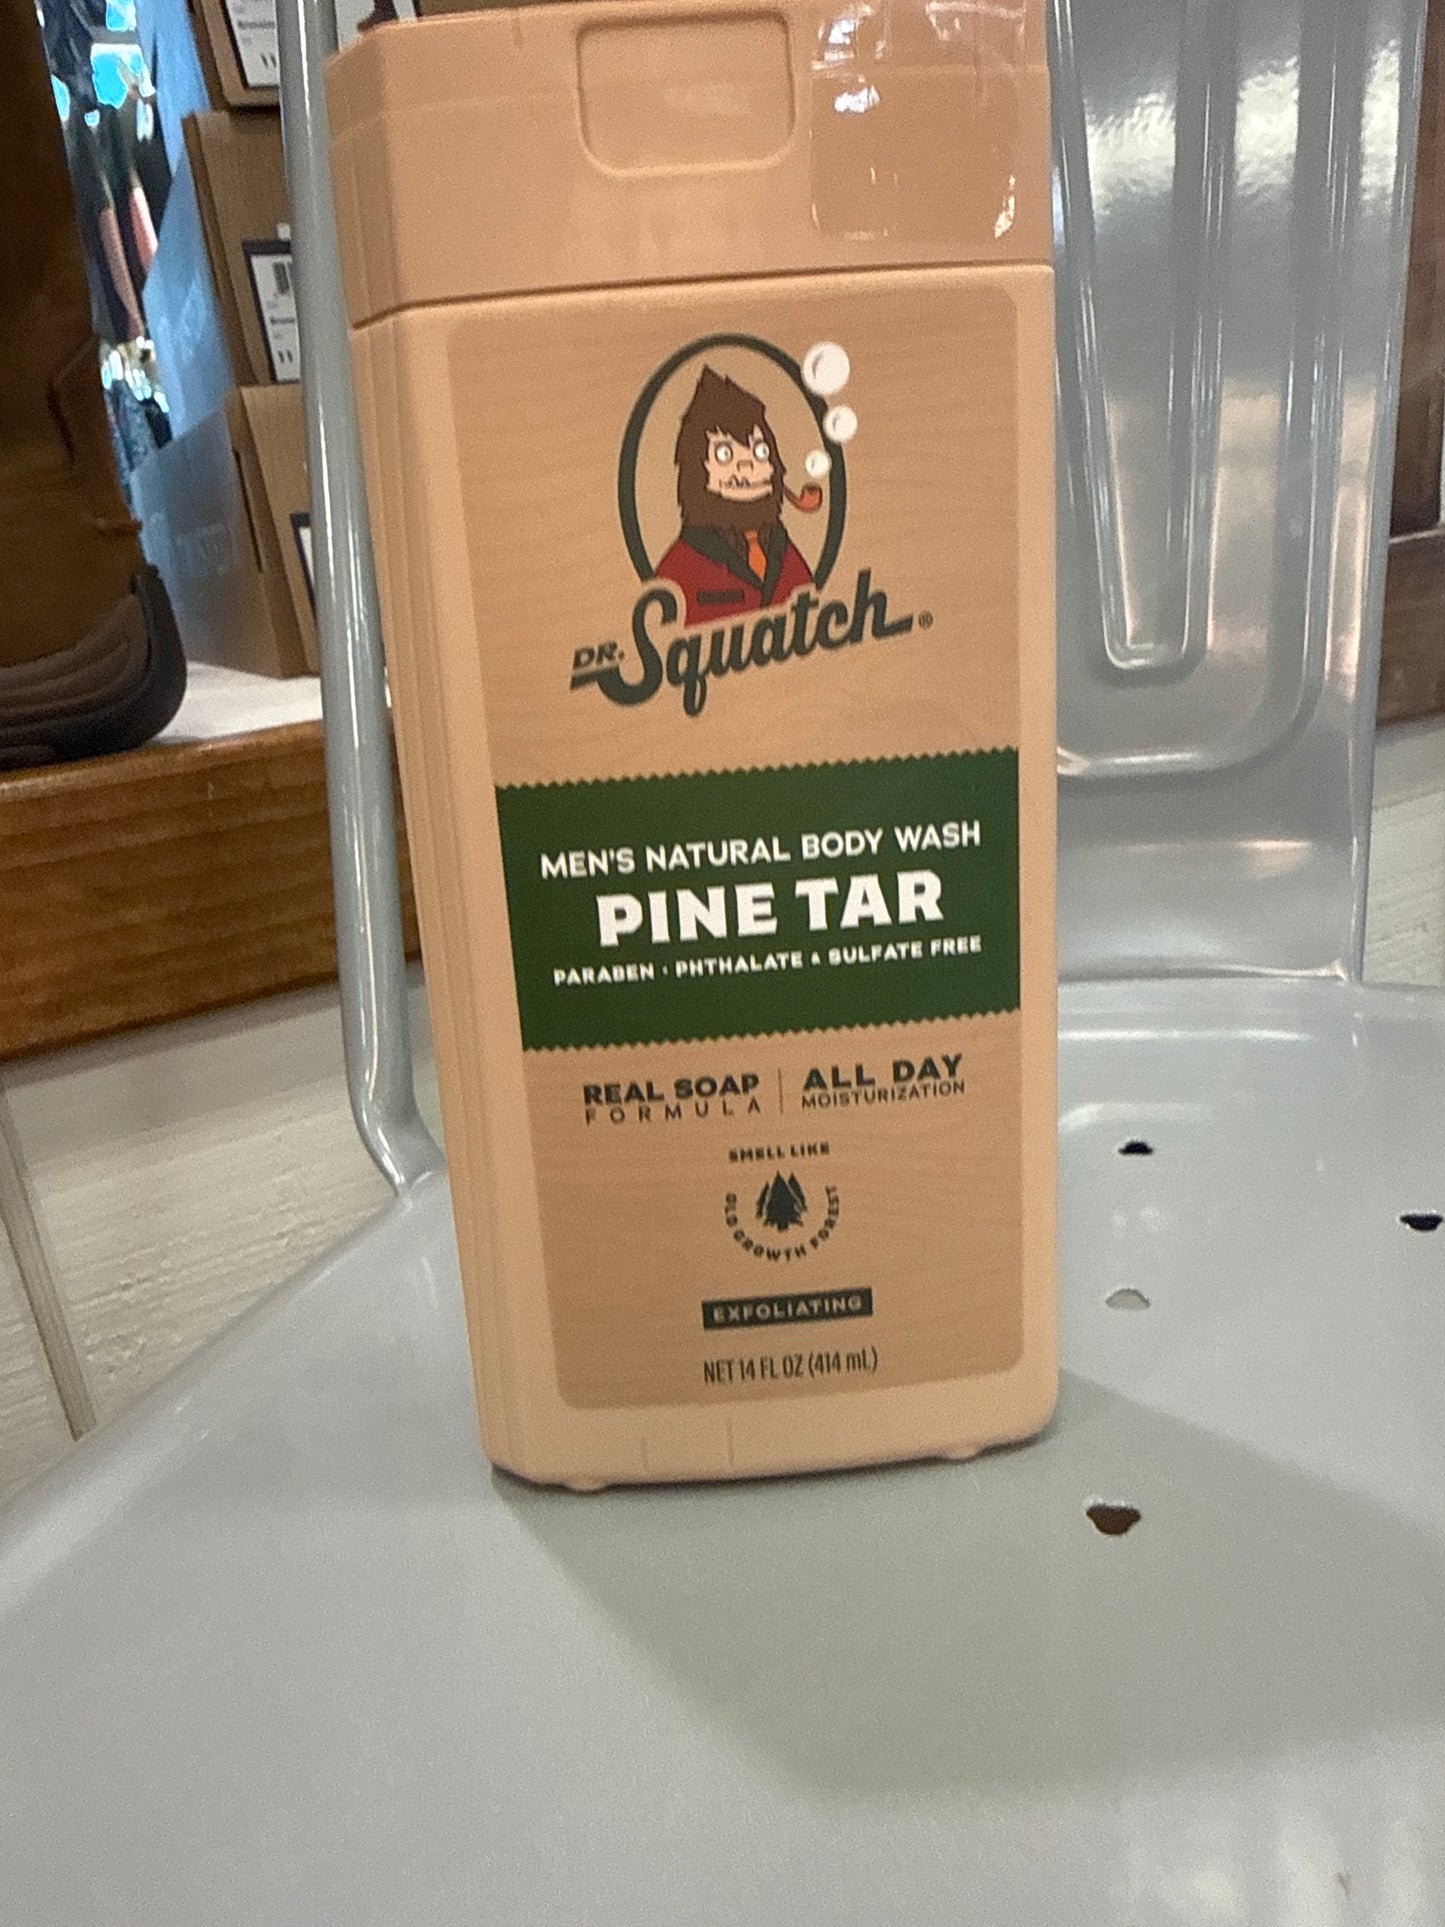 DR. Squatch®
MEN'S NATURAL BODY WASH
PINE TAR
PARABEN • PHTHALATE & SULFATE FREE
REAL SOAP
FORMULA
ALL DAY
MOISTURIZATION
SMELL LIKE
OLD GROWTH FOREST
EXFOLIATING
NET 14 FL OZ (414 mL)